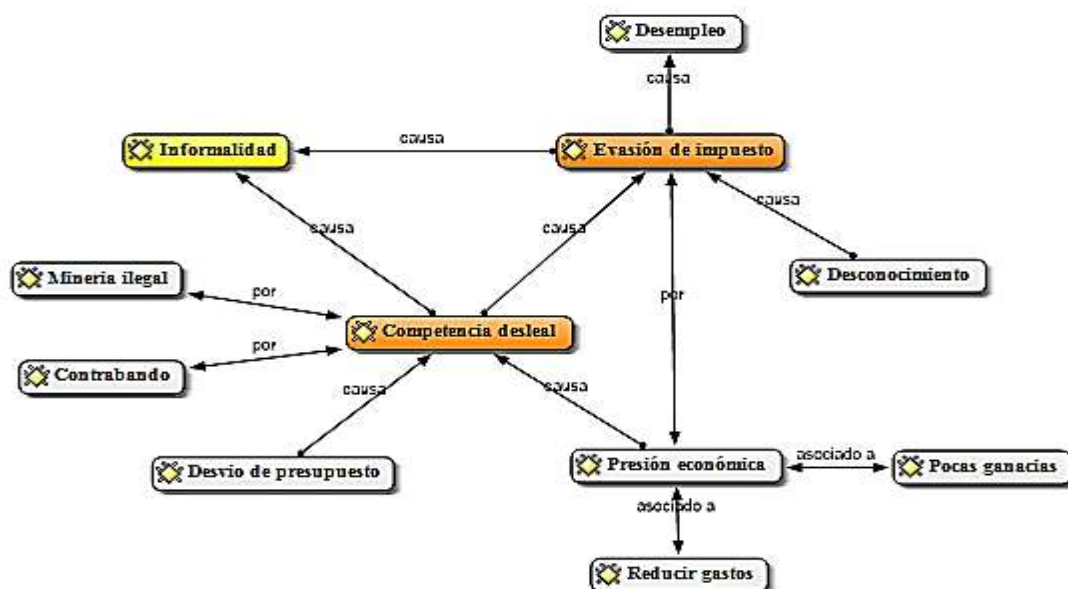 Desempleo
causa
causa
Informalidad
Evasión de impuesto
causa
causa
causa
Minería ilegal
por
Desconocimiento
por
Competencia desleal
por
Contrabando
causa
causa
Desvío de presupuesto
Presión económica
asociado a
Pocas ganacías
asociado a
Reducir gastos